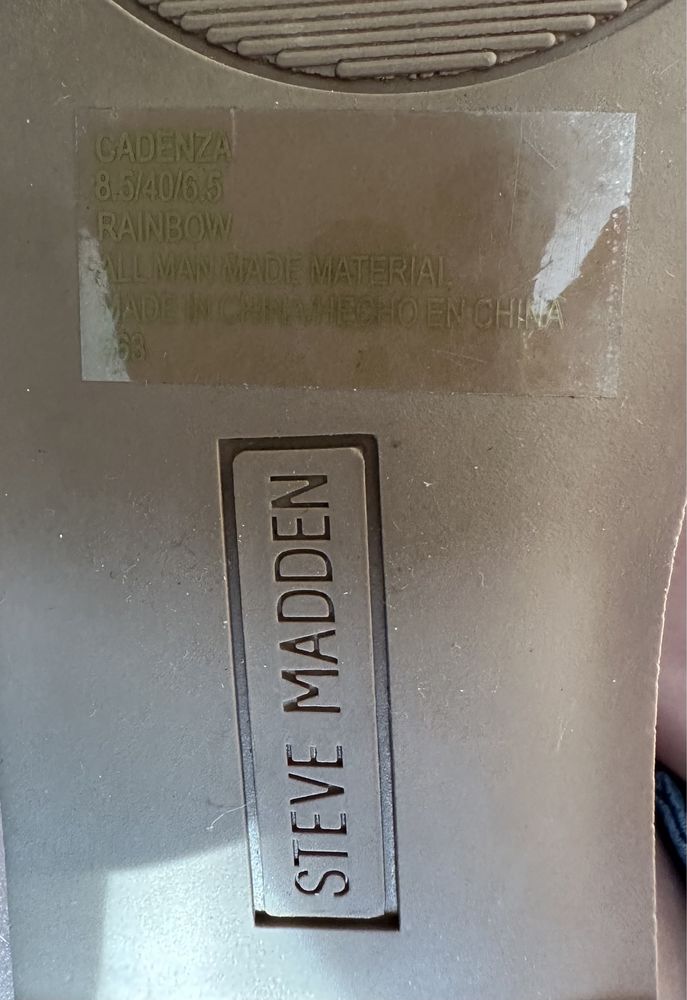 CADENZA
8.5/40/6.5
RAINBOW
ALL MAN MADE MATERIAL
MADE IN CHINA/HECHO EN CHINA
STEVE MADDEN